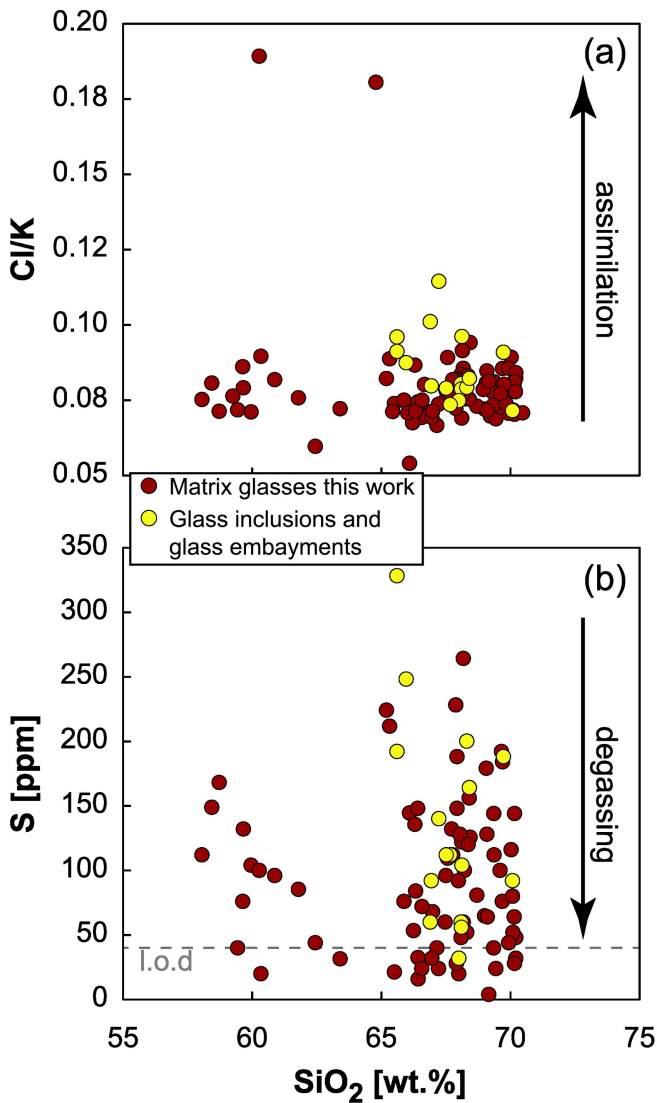 0.20
(a)
0.18
0.15
0.12
0.10
0.08
0.05
Cl/K
assimilation
Matrix glasses this work
Glass inclusions and
glass embayments
350
(b)
300
250
200
150
100
50
0
S [ppm]
degassing
l.o.d
55
60
65
70
75
SiO₂ [wt.%]